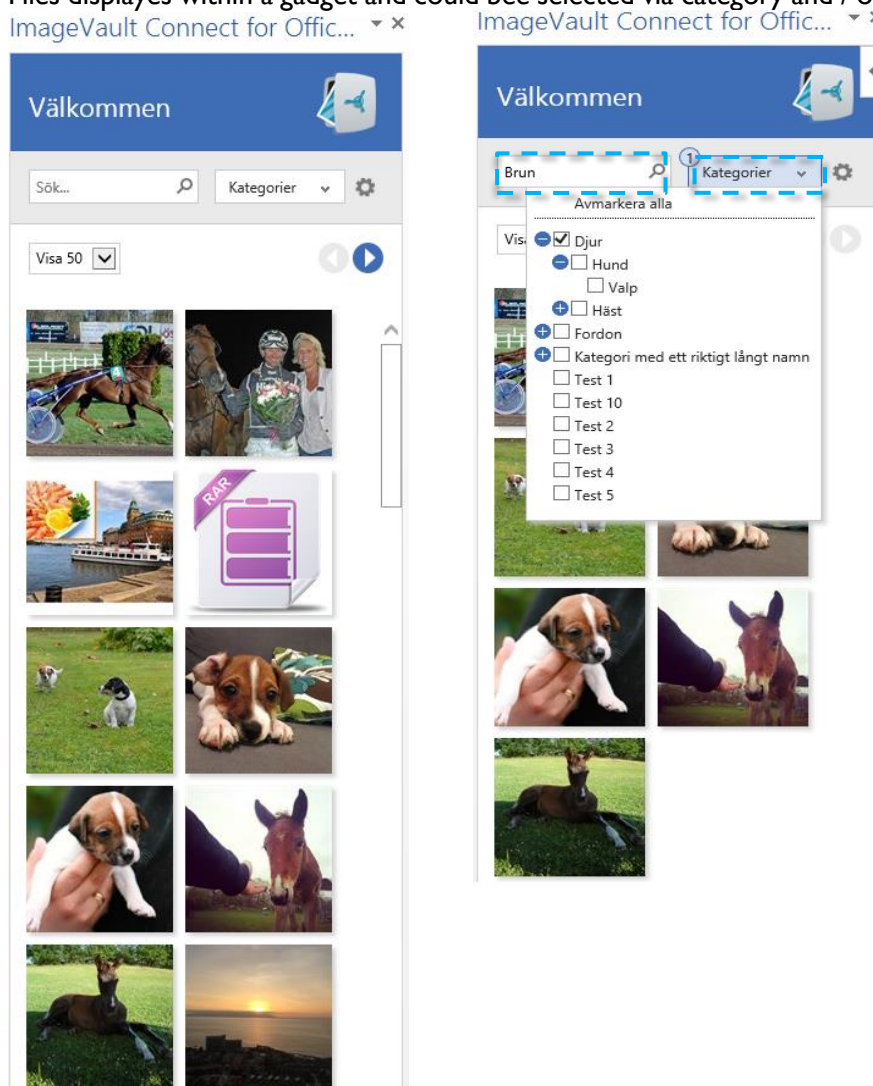 Files displayes within a gadget and could bee selected via category and / o
ImageVault Connect for Offic...
Välkommen
Sök...
Kategorier
Visa 50
RAR
ImageVault Connect for Offic...
Välkommen
Brun
1
Kategorier
Avmarkera alla
Vis
Djur
Hund
Valp
Häst
Fordon
Kategori med ett riktigt långt namn
Test 1
Test 10
Test 2
Test 3
Test 4
Test 5